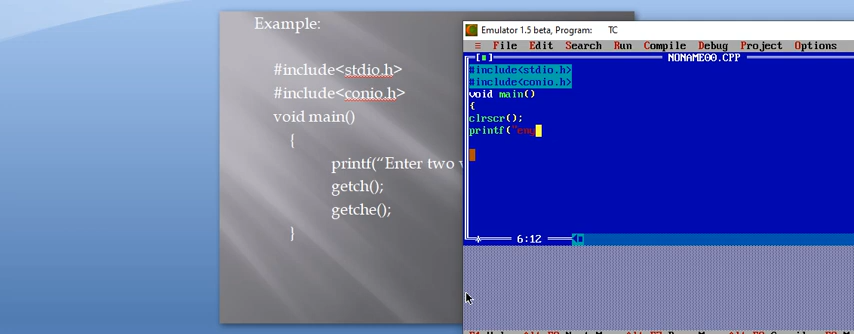 Example:
#include<stdio.h>
#include<conio.h>
void main()
{
printf(“Enter two v
getch();
getche();
}
Emulator 1.5 beta, Program: TC
≡ File Edit Search Run Compile Debug Project Options
[■] NONAME00.CPP
#include<stdio.h>
#include<conio.h>
void main()
{
clrscr();
printf("eny
6:12